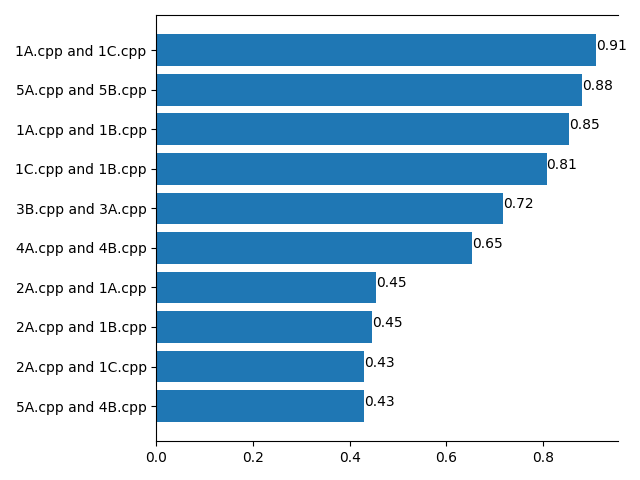 1A.cpp and 1C.cpp 0.91
5A.cpp and 5B.cpp 0.88
1A.cpp and 1B.cpp 0.85
1C.cpp and 1B.cpp 0.81
3B.cpp and 3A.cpp 0.72
4A.cpp and 4B.cpp 0.65
2A.cpp and 1A.cpp 0.45
2A.cpp and 1B.cpp 0.45
2A.cpp and 1C.cpp 0.43
5A.cpp and 4B.cpp 0.43
0.0 0.2 0.4 0.6 0.8